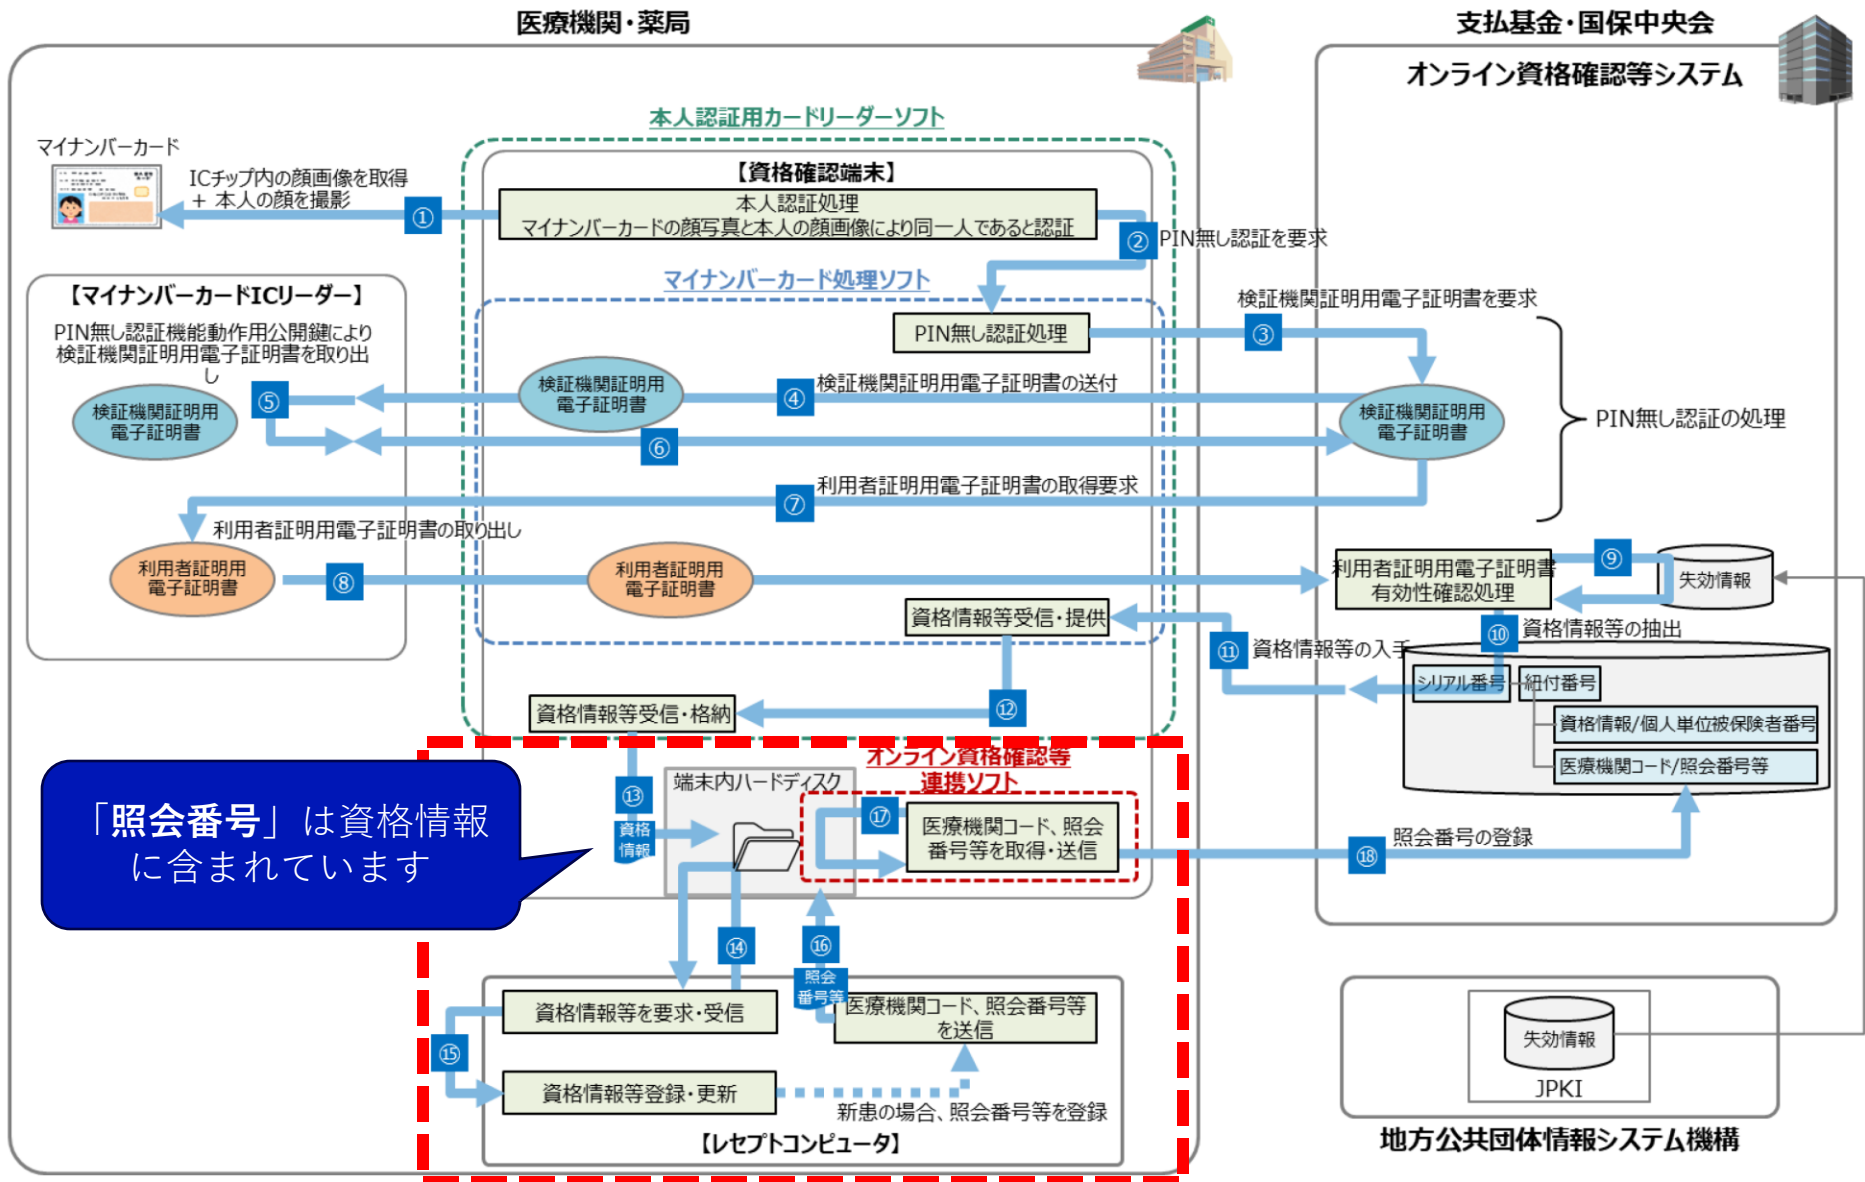 医療機関・薬局
支払基金・国保中央会
オンライン資格確認等システム
本人認証用カードリーダーソフト
マイナンバーカード
ICチップ内の顔画像を取得
+ 本人の顔を撮影
①
【資格確認端末】
本人認証処理
マイナンバーカードの顔写真と本人の顔画像により同一人であると認証
②
PIN無し認証を要求
マイナンバーカード処理ソフト
【マイナンバーカードICリーダー】
PIN無し認証機能動作用公開鍵により
検証機関証明用電子証明書を取り出
し
PIN無し認証処理
検証機関証明用電子証明書を要求
③
検証機関証明用
電子証明書
⑤
検証機関証明用
電子証明書
④
検証機関証明用電子証明書の送付
検証機関証明用
電子証明書
PIN無し認証の処理
⑥
利用者証明用電子証明書の取得要求
⑦
利用者証明用電子証明書の取り出し
利用者証明用
電子証明書
⑧
利用者証明用
電子証明書
利用者証明用電子証明書
有効性確認処理
⑨
失効情報
資格情報等受信・提供
⑩
資格情報等の抽出
⑪
資格情報等の入手
シリアル番号
紐付番号
資格情報/個人単位被保険者番号
医療機関コード/照会番号等
資格情報等受信・格納
⑫
オンライン資格確認等
連携ソフト
「照会番号」は資格情報
に含まれています
⑬
資格
情報
端末内ハードディスク
⑰
医療機関コード、照会
番号等を取得・送信
⑱
照会番号の登録
⑭
⑯
照会
番号等
資格情報等を要求・受信
医療機関コード、照会番号等
を送信
⑮
資格情報等登録・更新
新患の場合、照会番号等を登録
【レセプトコンピュータ】
失効情報
JPKI
地方公共団体情報システム機構